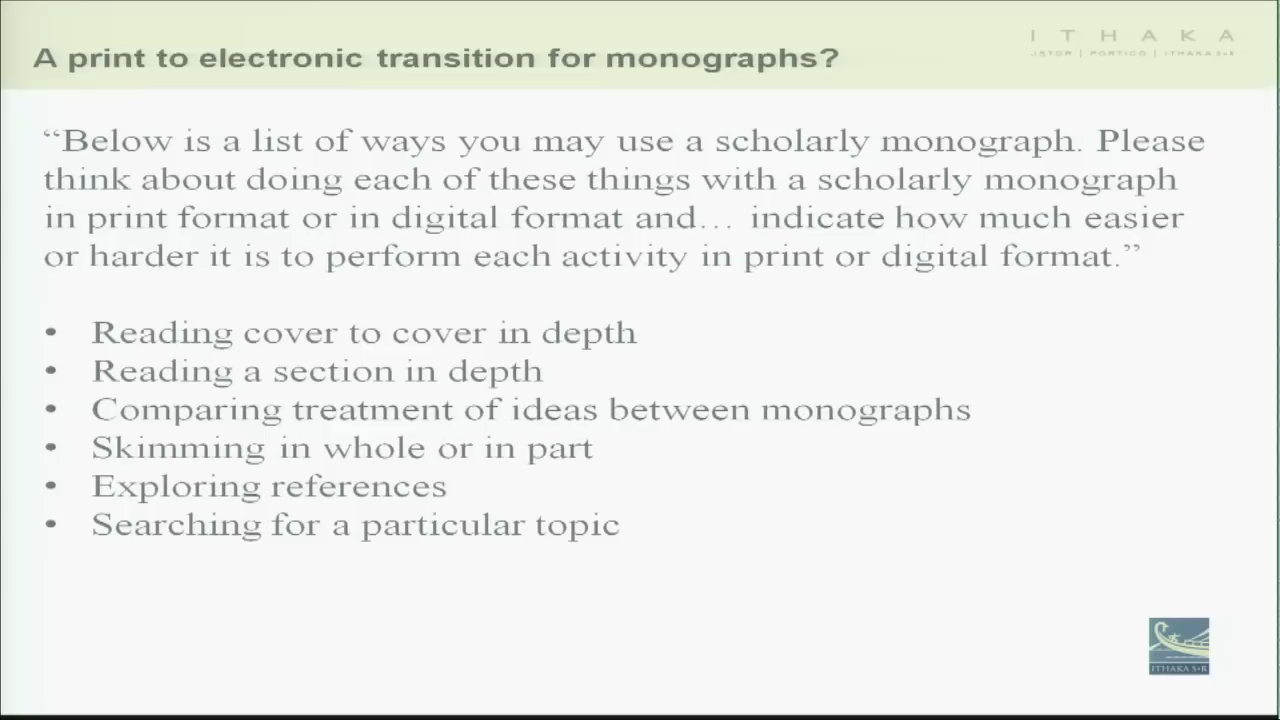 A print to electronic transition for monographs?
I T H A K A
JSTOR | PORTICO | ITHAKA S+R
“Below is a list of ways you may use a scholarly monograph. Please
think about doing each of these things with a scholarly monograph
in print format or in digital format and… indicate how much easier
or harder it is to perform each activity in print or digital format.”
• Reading cover to cover in depth
• Reading a section in depth
• Comparing treatment of ideas between monographs
• Skimming in whole or in part
• Exploring references
• Searching for a particular topic
ITHAKA S+R